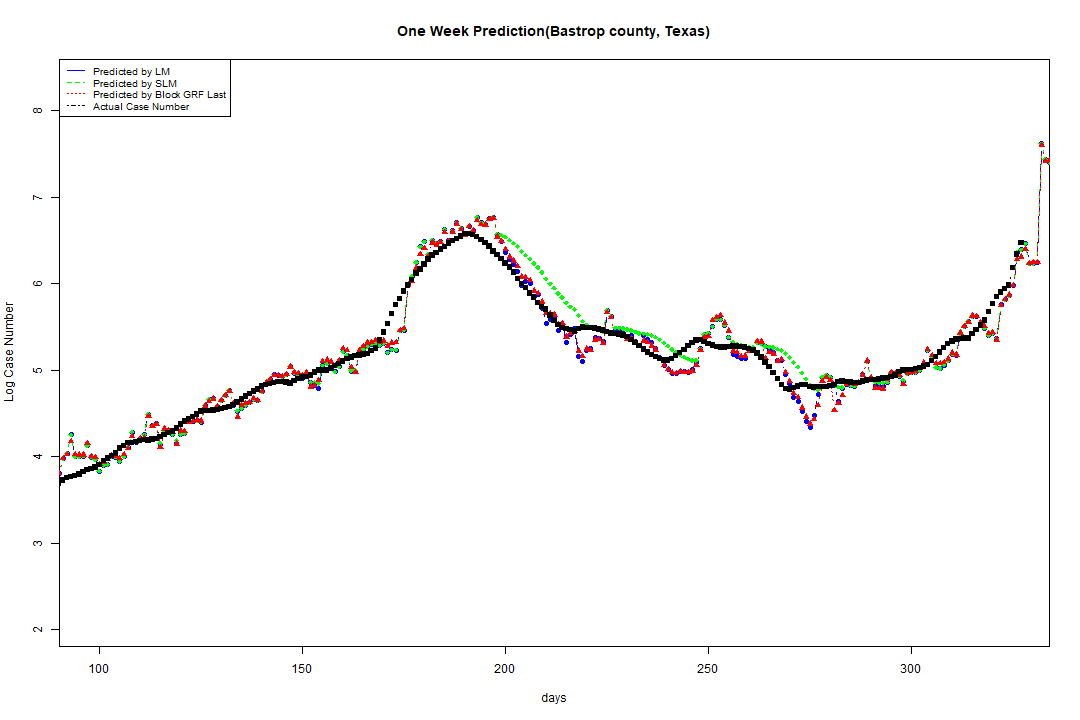 One Week Prediction(Bastrop county, Texas)
Predicted by LM
Predicted by SLM
Predicted by Block GRF Last
Actual Case Number
Log Case Number
8
7
6
5
4
3
2
100 150 200 250 300
days